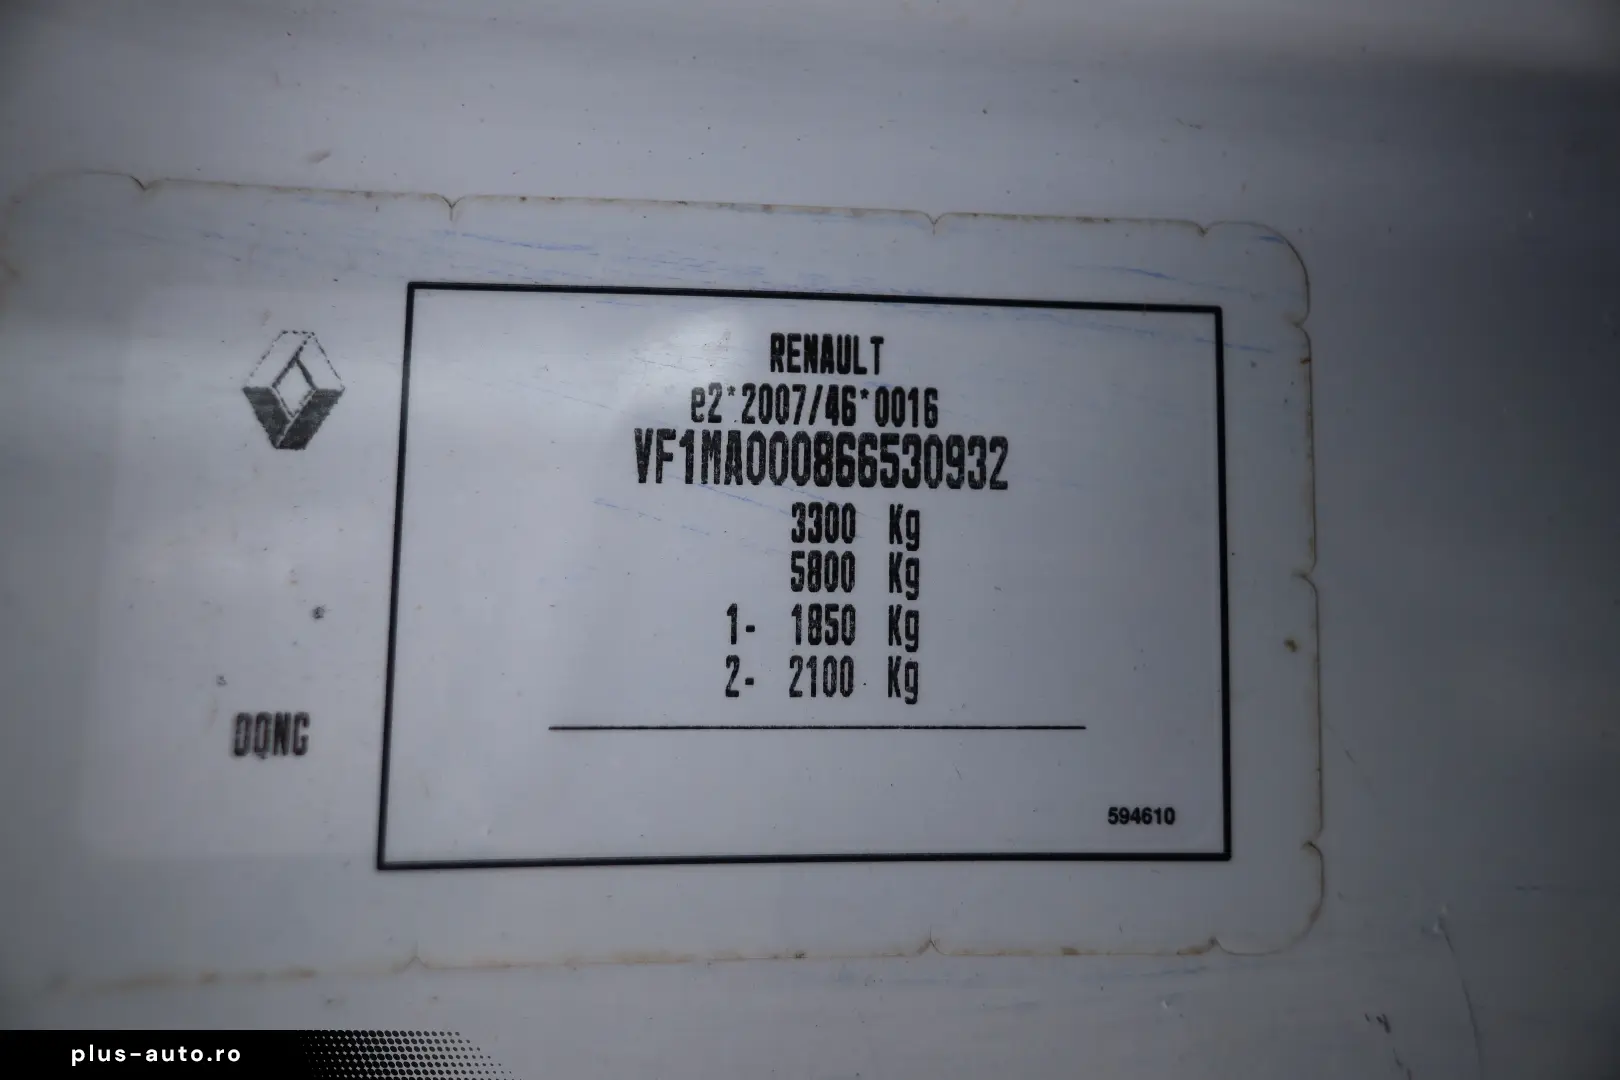 RENAULT
e2*2007/46*0016
VF1MA000866530932
3300 Kg
5800 Kg
1- 1850 Kg
2- 2100 Kg
DQNG
594610
plus-auto.ro